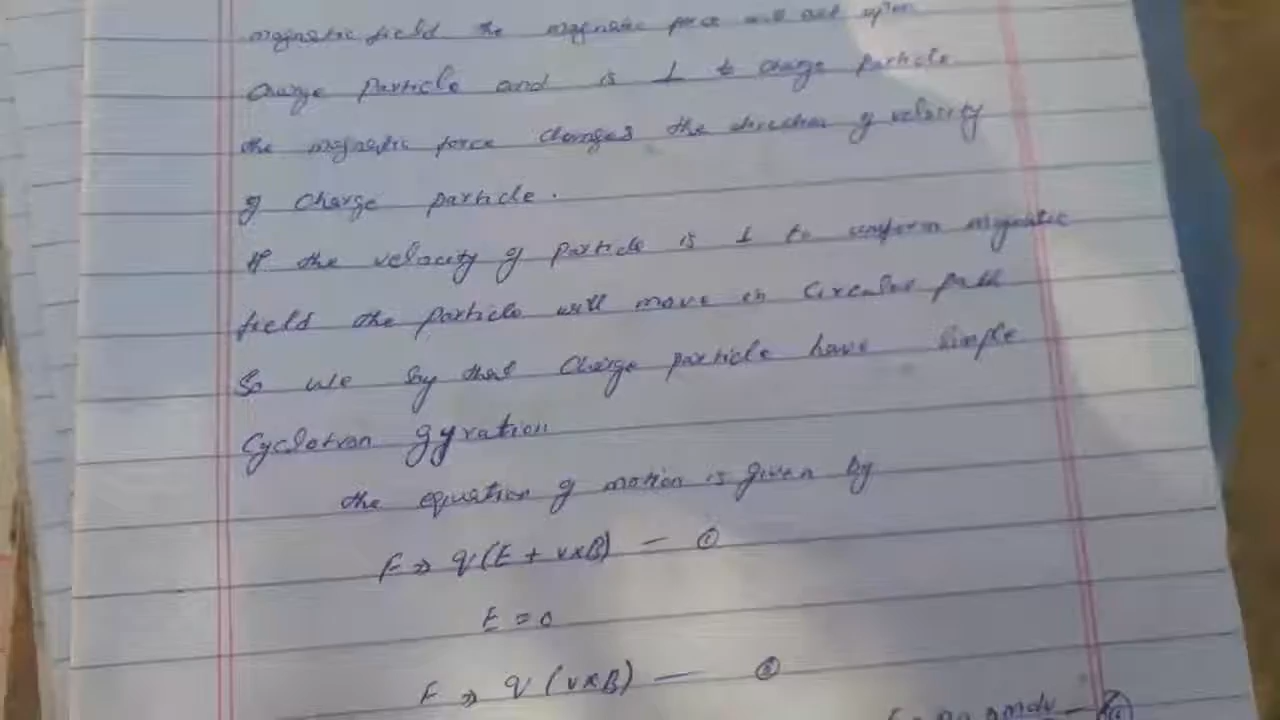 magnetic field the magnetic force will act upon
charge particle and is ⊥ to charge particle
the magnetic force changes the direction of velocity
of charge particle.
If the velocity of particle is ⊥ to uniform magnetic
field the particle will move in circular path
So we say that charge particle have simple
Cyclotron gyration
the equation of motion is given by
F => q(E + v×B) — ①
E = 0
F => q (v×B) — ②